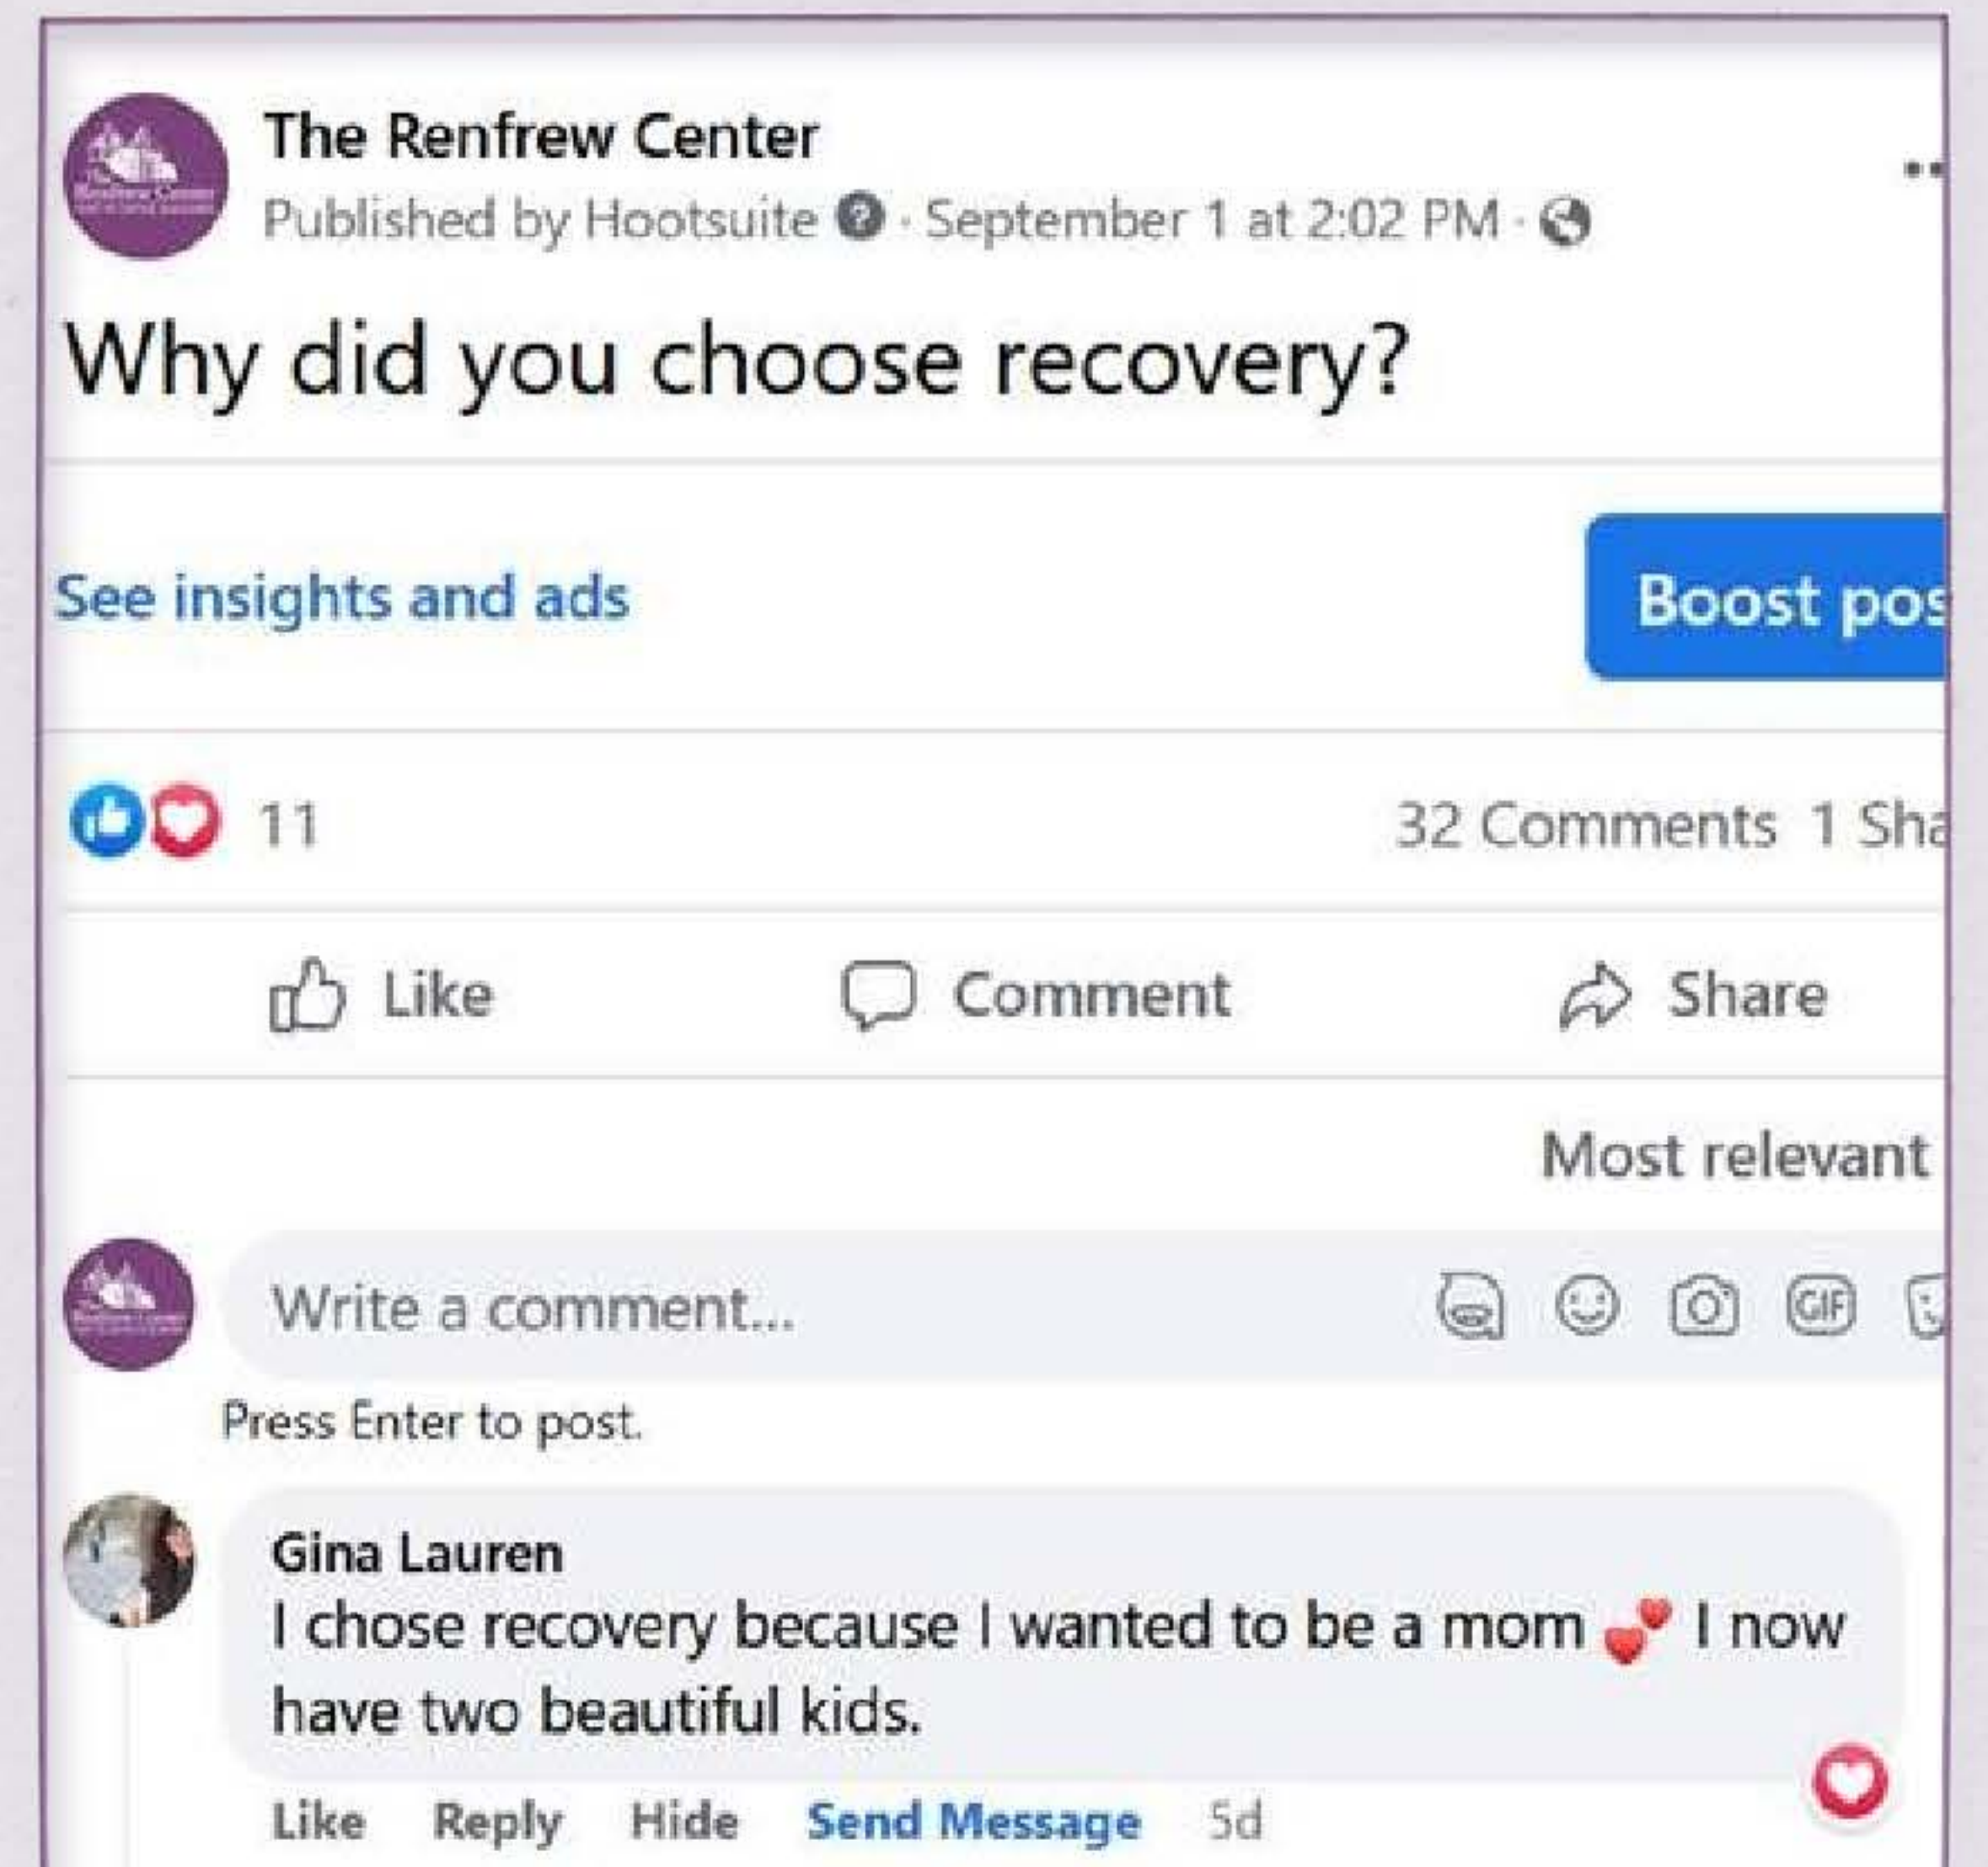 The Renfrew Center
Published by Hootsuite · September 1 at 2:02 PM ·
Why did you choose recovery?
See insights and ads
Boost pos
11
32 Comments 1 Sha
Like Comment Share
Most relevant
Write a comment...
GIF
Press Enter to post.
Gina Lauren
I chose recovery because I wanted to be a mom 💕 I now
have two beautiful kids.
Like Reply Hide Send Message 5d